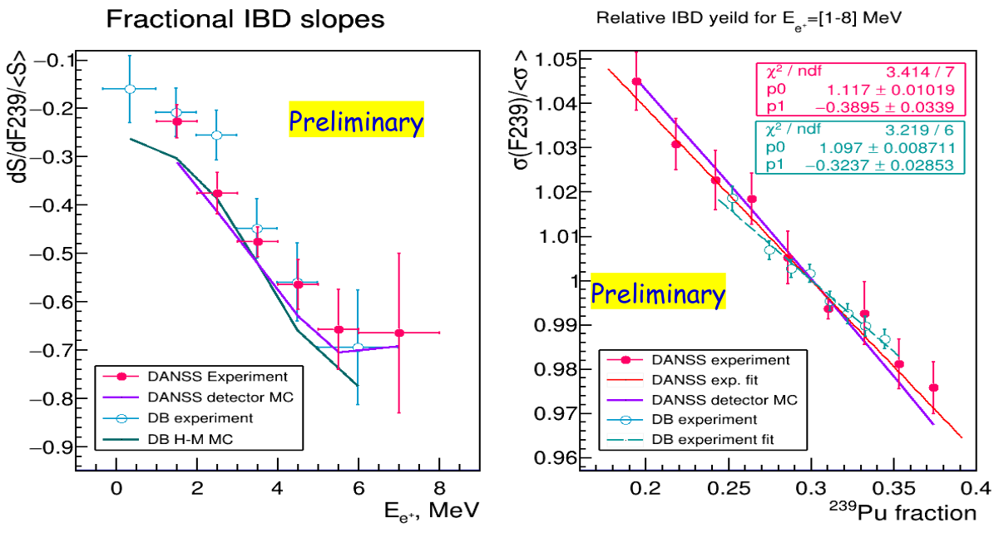 Fractional IBD slopes
dS/dF239/<S>
−0.1
−0.2
−0.3
−0.4
−0.5
−0.6
−0.7
−0.8
−0.9
Preliminary
DANSS Experiment
DANSS detector MC
DB experiment
DB H-M MC
0 2 4 6 8
E_e⁺, MeV
Relative IBD yeild for E_e⁺=[1-8] MeV
σ(F239)/<σ >
1.05
1.04
1.03
1.02
1.01
1
0.99
0.98
0.97
0.96
χ² / ndf 3.414 / 7
p0 1.117 ± 0.01019
p1 −0.3895 ± 0.0339
χ² / ndf 3.219 / 6
p0 1.097 ± 0.008711
p1 −0.3237 ± 0.02853
Preliminary
DANSS experiment
DANSS exp. fit
DANSS detector MC
DB experiment
DB experiment fit
0.2 0.25 0.3 0.35 0.4
²³⁹Pu fraction